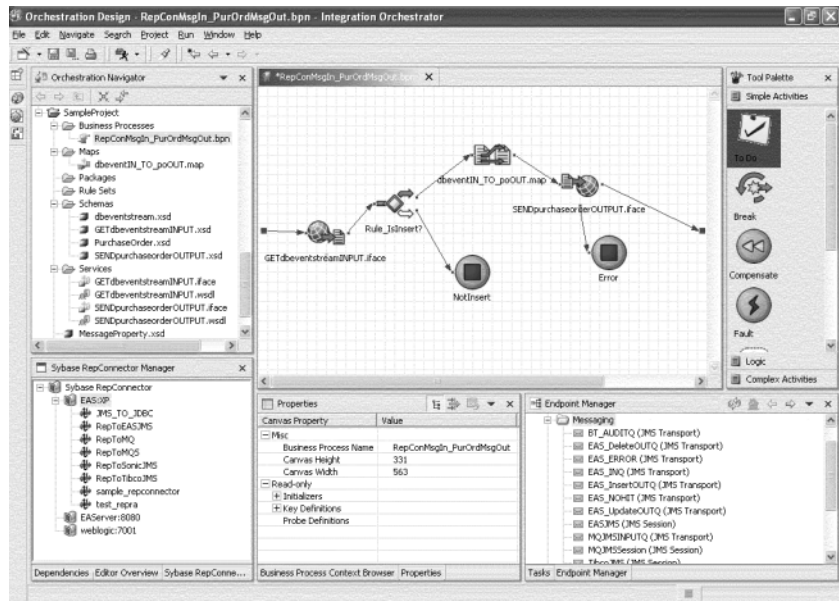 Orchestration Design - RepConMsgIn_PurOrdMsgOut.bpn - Integration Orchestrator
File Edit Navigate Search Project Run Window Help
Orchestration Navigator
SampleProject
Business Processes
RepConMsgIn_PurOrdMsgOut.bpn
Maps
dbeventIN_TO_poOUT.map
Packages
Rule Sets
Schemas
dbeventstream.xsd
GETdbeventstreamINPUT.xsd
PurchaseOrder.xsd
SENDpurchaseorderOUTPUT.xsd
Services
GETdbeventstreamINPUT.iface
GETdbeventstreamINPUT.wsdl
SENDpurchaseorderOUTPUT.iface
SENDpurchaseorderOUTPUT.wsdl
MessageProperty.xsd
*RepConMsgIn_PurOrdMsgOut.bpn
dbeventIN_TO_poOUT.map
Rule_IsInsert?
SENDpurchaseorderOUTPUT.iface
GETdbeventstreamINPUT.iface
NotInsert
Error
Tool Palette
Simple Activities
To Do
Break
Compensate
Fault
Logic
Complex Activities
Sybase RepConnector Manager
Sybase RepConnector
EAS:XP
JMS_TO_JDBC
RepToEASJMS
RepToMQ
RepToMQ5
RepToSonicJMS
RepToTibcoJMS
sample_repconnector
test_repra
EAServer:8080
weblogic:7001
Dependencies Editor Overview Sybase RepConne...
Properties
Canvas Property Value
Misc
Business Process Name RepConMsgIn_PurOrdMsgOut
Canvas Height 331
Canvas Width 563
Read-only
Initializers
Key Definitions
Probe Definitions
Business Process Context Browser Properties
Endpoint Manager
Messaging
BT_AUDITQ (JMS Transport)
EAS_DeleteOUTQ (JMS Transport)
EAS_ERROR (JMS Transport)
EAS_INQ (JMS Transport)
EAS_InsertOUTQ (JMS Transport)
EAS_NOHIT (JMS Transport)
EAS_UpdateOUTQ (JMS Transport)
EASJMS (JMS Session)
MQJMSINPUTQ (JMS Transport)
MQJMSSession (JMS Session)
TibcoJMS (JMS Session)
Tasks Endpoint Manager